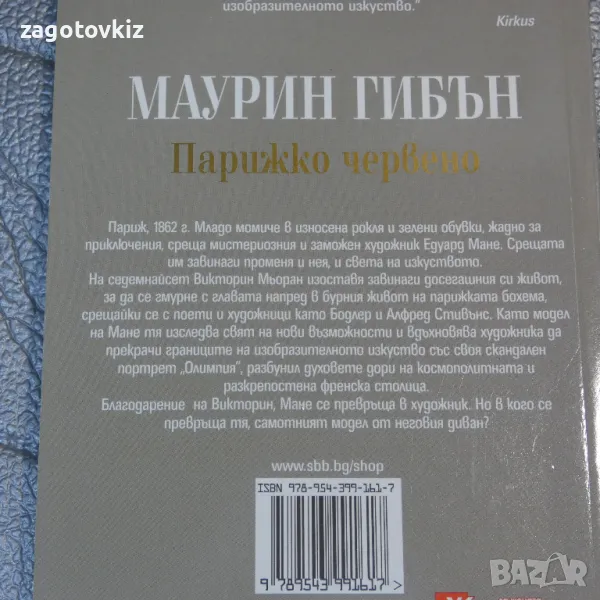 zagotovkiz
изобразителното изкуство."
Kirkus
МАУРИН ГИБЪН
Парижко червено
Париж, 1862 г. Младо момиче в износена рокля и зелени обувки, жадно за
приключения, среща мистериозния и заможен художник Едуард Мане. Срещата
им завинаги променя и нея, и света на изкуството.
На седемнайсет Викторин Мьоран изоставя завинаги досегашния си живот,
за да се гмурне с главата напред в бурния живот на парижката бохема,
срещайки се с поети и художници като Бодлер и Алфред Стивънс. Като модел
на Мане тя изследва свят на нови възможности и вдъхновява художника да
прекрачи границите на изобразителното изкуство със своя скандален
портрет „Олимпия", разбунил духовете дори на космополитната и
разкрепостена френска столица.
Благодарение на Викторин, Мане се превръща в художник. Но в кого се
превръща тя, самотният модел от неговия диван?
www.sbb.bg/shop
ISBN 978-954-399-161-7
9 789543 991617 >
BAZAR